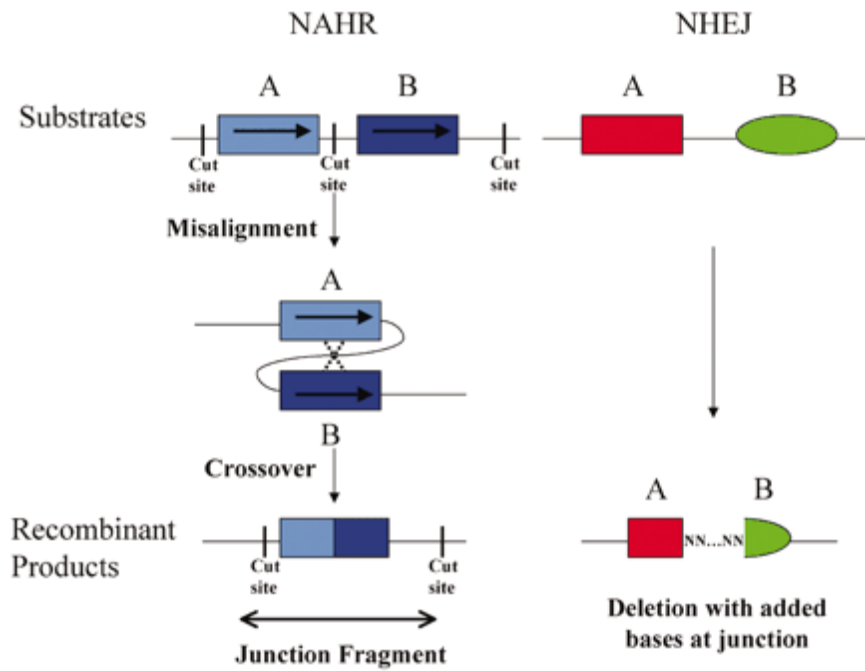 NAHR
NHEJ
A
B
A
B
Substrates
Cut
site
Cut
site
Cut
site
Misalignment
A
B
Crossover
A
B
Recombinant
Products
NN...NN
Cut
site
Cut
site
Junction Fragment
Deletion with added
bases at junction